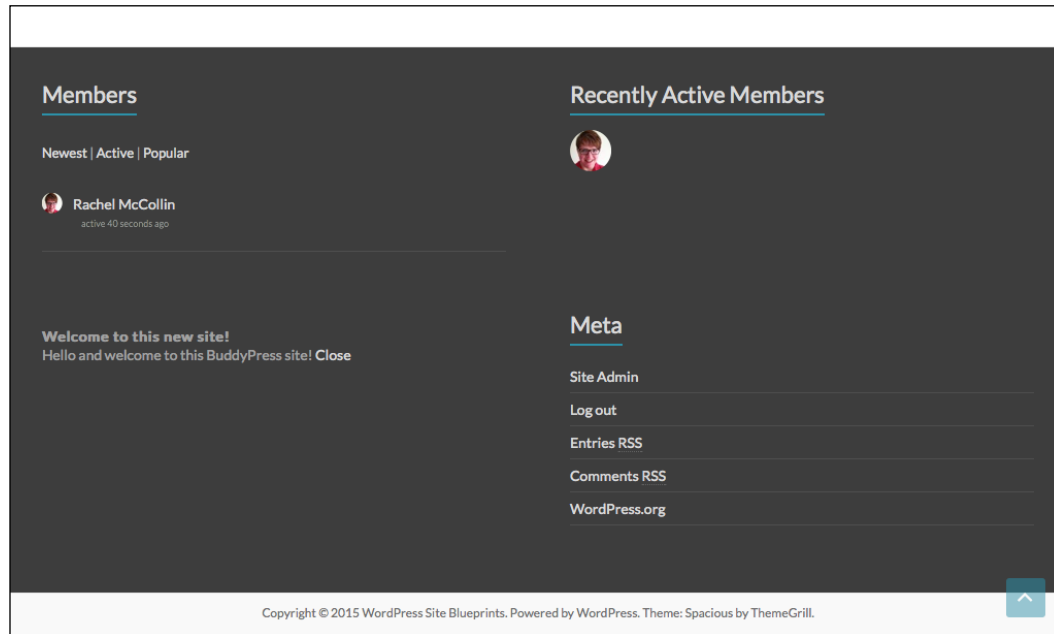 Members
Newest | Active | Popular
Rachel McCollin
active 40 seconds ago
Recently Active Members
Welcome to this new site!
Hello and welcome to this BuddyPress site! Close
Meta
Site Admin
Log out
Entries RSS
Comments RSS
WordPress.org
Copyright © 2015 WordPress Site Blueprints. Powered by WordPress. Theme: Spacious by ThemeGrill.